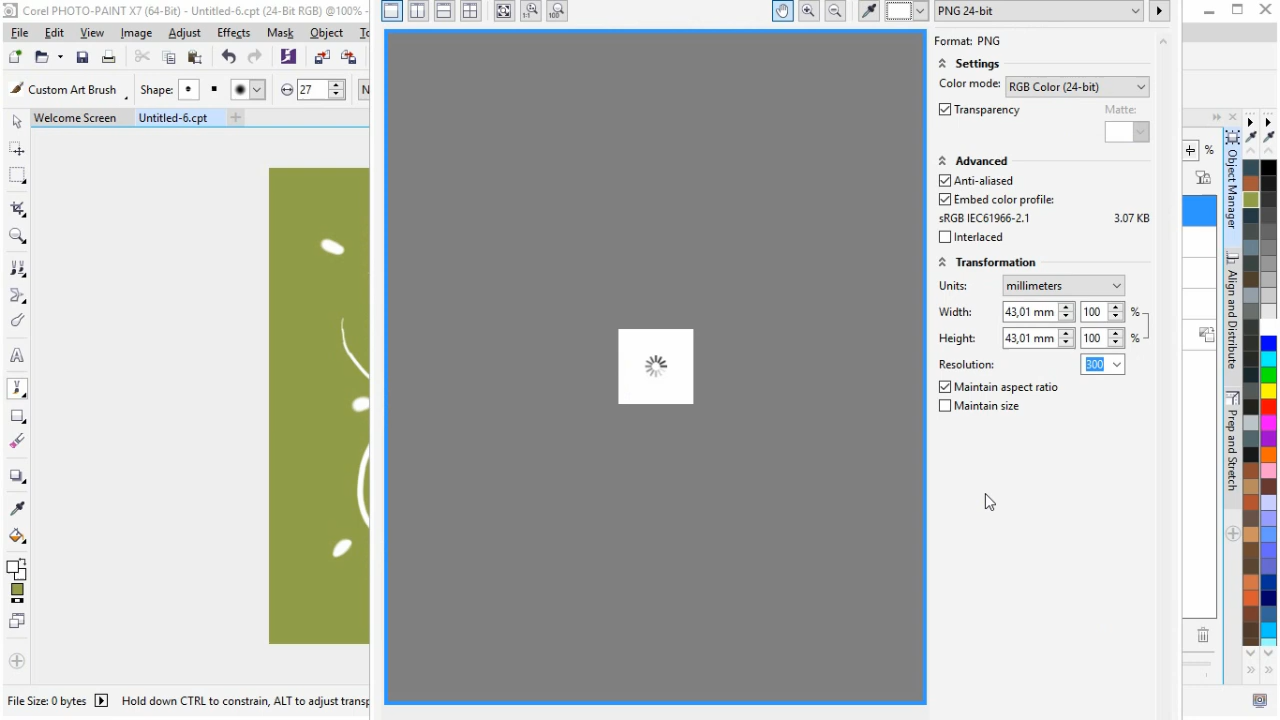 Corel PHOTO-PAINT X7 (64-Bit) - Untitled-6.cpt (24-Bit RGB) @100% -
File Edit View Image Adjust Effects Mask Object To
Custom Art Brush Shape: 27 N
Welcome Screen Untitled-6.cpt
File Size: 0 bytes Hold down CTRL to constrain, ALT to adjust transp
1:1 100
PNG 24-bit
Format: PNG
Settings
Color mode: RGB Color (24-bit)
Transparency Matte:
Advanced
Anti-aliased
Embed color profile:
sRGB IEC61966-2.1 3.07 KB
Interlaced
Transformation
Units: millimeters
Width: 43,01 mm 100 %
Height: 43,01 mm 100 %
Resolution: 300
Maintain aspect ratio
Maintain size
%
Object Manager
Align and Distribute
Prep and Stretch